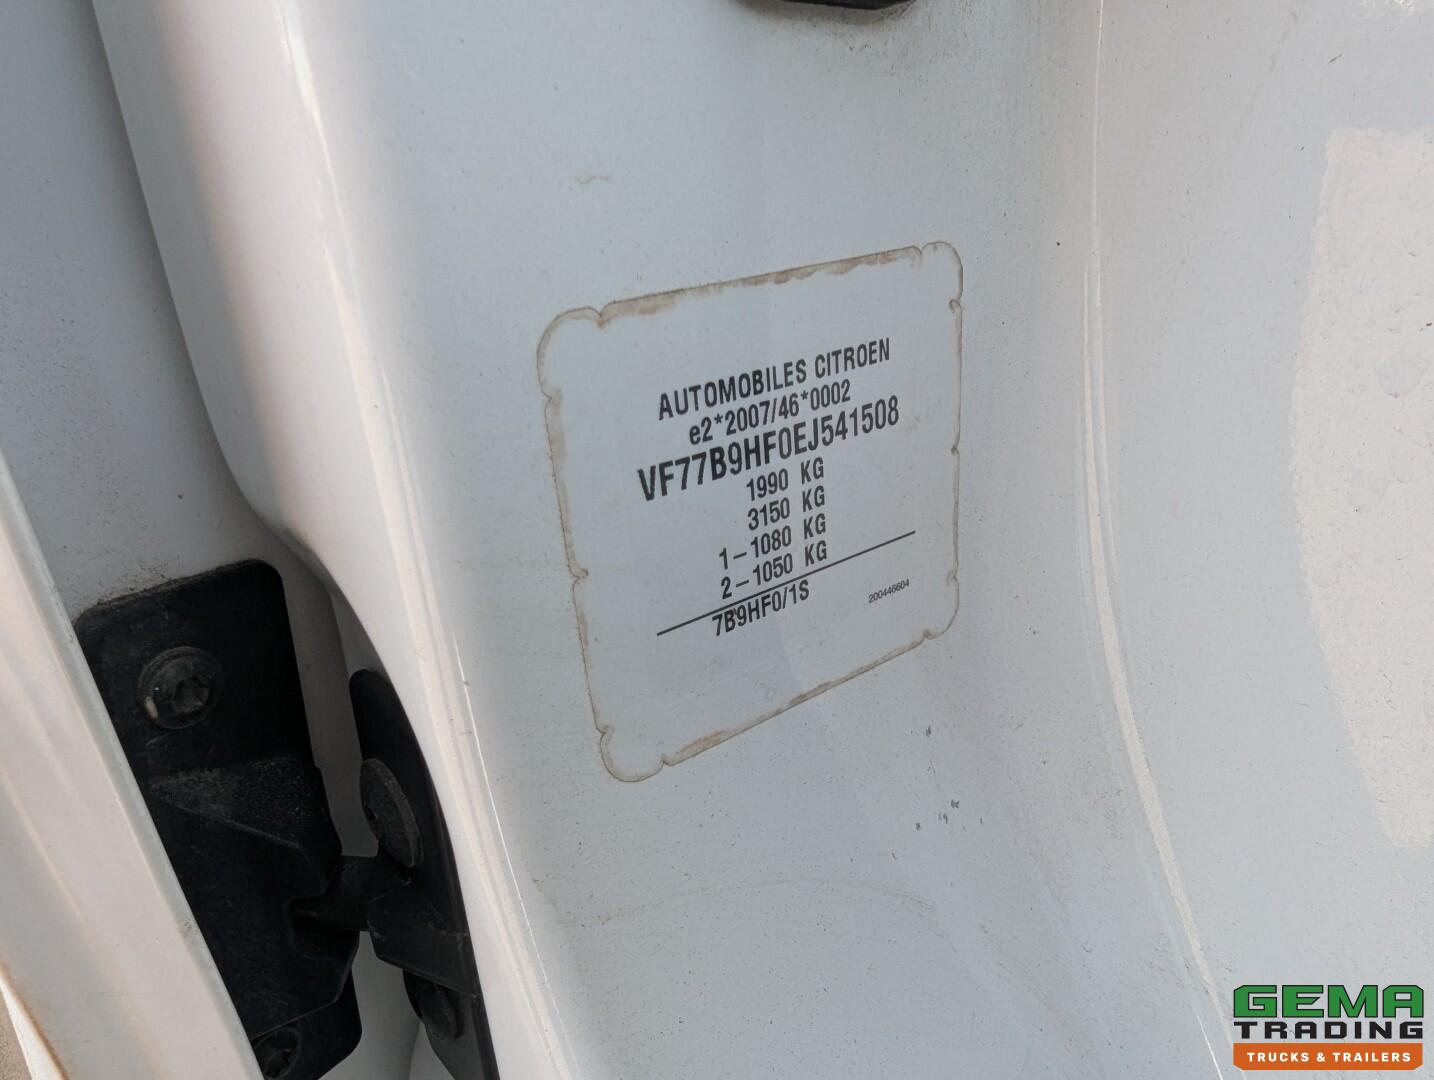 AUTOMOBILES CITROEN
e2*2007/46*0002
VF77B9HF0EJ541508
1990 KG
3150 KG
1-1080 KG
2-1050 KG
7B9HF0/1S
200446604
GEMA
TRADING
TRUCKS & TRAILERS